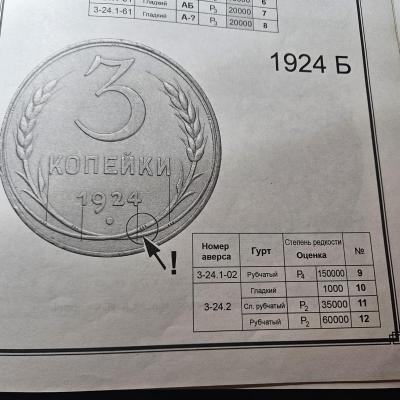 Гладкий АБ Р3 20000 7
3-24.1-61 Гладкий А-? Р3 20000 8
1924 Б
3
КОПЕЙКИ
1924
!
Номер аверса Гурт Степень редкости Оценка №
3-24.1-02 Рубчатый Р4 150000 9
Гладкий 1000 10
3-24.2 Сл. рубчатый Р2 35000 11
Рубчатый Р2 60000 12